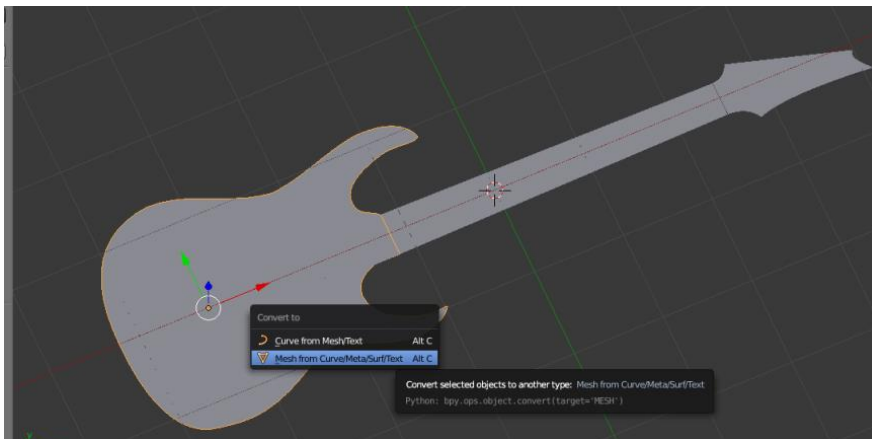 Convert to
Curve from Mesh/Text Alt C
Mesh from Curve/Meta/Surf/Text Alt C
Convert selected objects to another type: Mesh from Curve/Meta/Surf/Text
Python: bpy.ops.object.convert(target='MESH')
Y